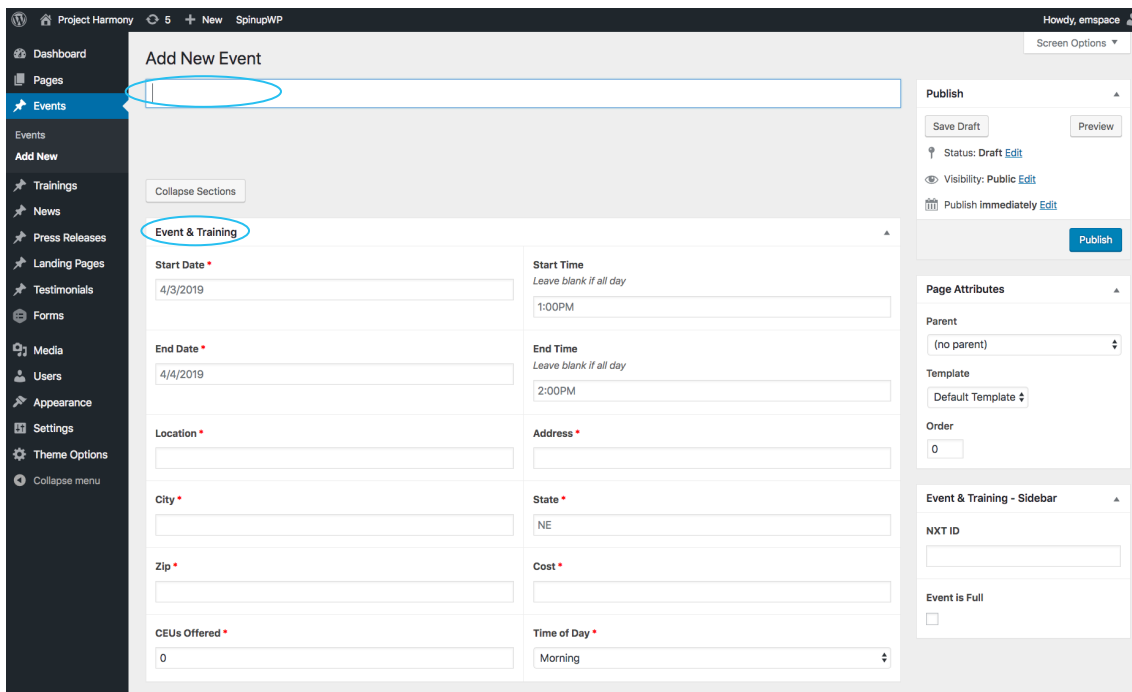 Project Harmony 5 + New SpinupWP Howdy, emspace
Screen Options ▼
Dashboard
Pages
Events
Events
Add New
Trainings
News
Press Releases
Landing Pages
Testimonials
Forms
Media
Users
Appearance
Settings
Theme Options
Collapse menu
Add New Event
Collapse Sections
Event & Training
Start Date *
4/3/2019
Start Time
Leave blank if all day
1:00PM
End Date *
4/4/2019
End Time
Leave blank if all day
2:00PM
Location *
Address *
City *
State *
NE
Zip *
Cost *
CEUs Offered *
0
Time of Day *
Morning
Publish
Save Draft Preview
Status: Draft Edit
Visibility: Public Edit
Publish immediately Edit
Publish
Page Attributes
Parent
(no parent)
Template
Default Template
Order
0
Event & Training - Sidebar
NXT ID
Event is Full